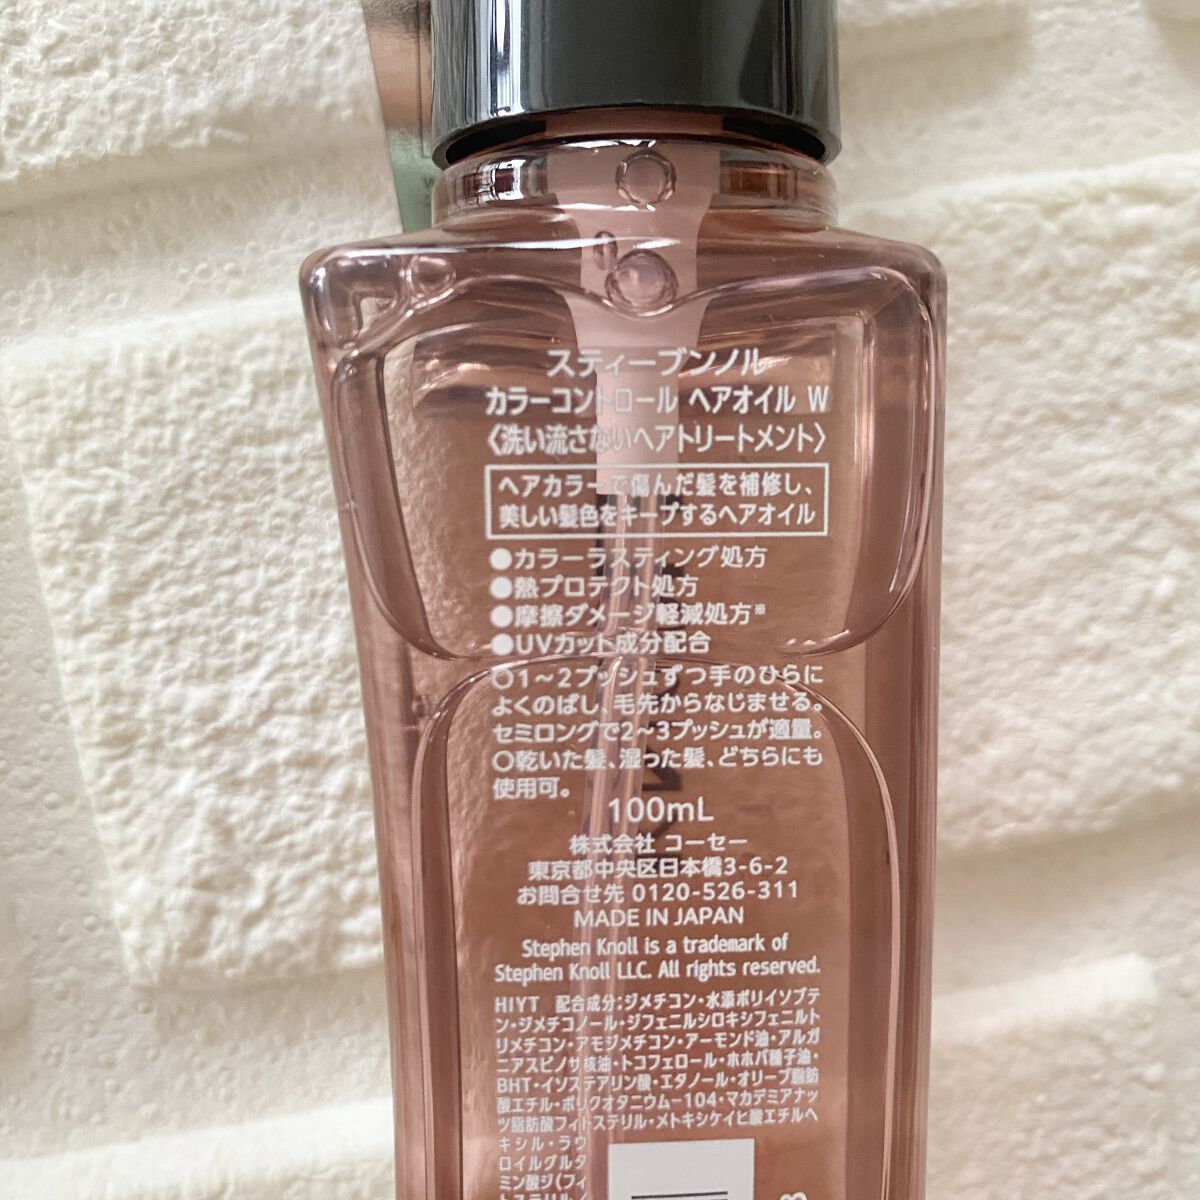 スティーブンノル
カラーコントロール ヘアオイル W
〈洗い流さないヘアトリートメント〉
ヘアカラーで傷んだ髪を補修し、
美しい髪色をキープするヘアオイル
●カラーラスティング処方
●熱プロテクト処方
●摩擦ダメージ軽減処方※
●UVカット成分配合
○1～2プッシュずつ手のひらに
よくのばし、毛先からなじませる。
セミロングで2～3プッシュが適量。
○乾いた髪、湿った髪、どちらにも
使用可。
100mL
株式会社 コーセー
東京都中央区日本橋3-6-2
お問合せ先 0120-526-311
MADE IN JAPAN
Stephen Knoll is a trademark of
Stephen Knoll LLC. All rights reserved.
HIYT 配合成分:ジメチコン・水添ポリイソブテ
ン・ジメチコノール・ジフェニルシロキシフェニルト
リメチコン・アモジメチコン・アーモンド油・アルガ
ニアスピノサ核油・トコフェロール・ホホバ種子油・
BHT・イソステアリン酸・エタノール・オリーブ脂肪
酸エチル・ポリクオタニウム-104・マカデミアナッ
ツ脂肪酸フィトステリル・メトキシケイヒ酸エチルヘ
キシル・ラウ
ロイルグルタ
ミン酸ジ(フィ